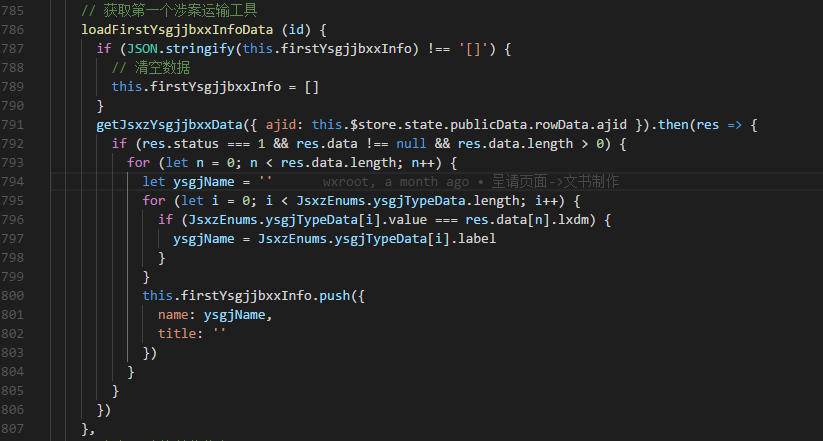 785 // 获取第一个涉案运输工具
786 loadFirstYsgjjbxxInfoData (id) {
787 if (JSON.stringify(this.firstYsgjjbxxInfo) !== '[]') {
788 // 清空数据
789 this.firstYsgjjbxxInfo = []
790 }
791 getJsxzYsgjjbxxData({ ajid: this.$store.state.publicData.rowData.ajid }).then(res => {
792 if (res.status === 1 && res.data !== null && res.data.length > 0) {
793 for (let n = 0; n < res.data.length; n++) {
794 let ysgjName = '' wxroot, a month ago • 呈请页面->文书制作
795 for (let i = 0; i < JsxzEnums.ysgjTypeData.length; i++) {
796 if (JsxzEnums.ysgjTypeData[i].value === res.data[n].lxdm) {
797 ysgjName = JsxzEnums.ysgjTypeData[i].label
798 }
799 }
800 this.firstYsgjjbxxInfo.push({
801 name: ysgjName,
802 title: ''
803 })
804 }
805 }
806 })
807 },